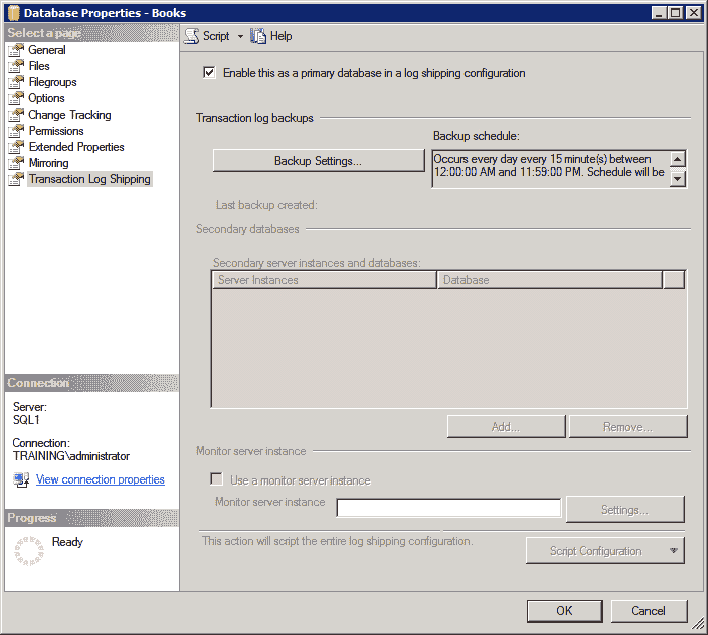 Database Properties - Books
Select a page
General
Files
Filegroups
Options
Change Tracking
Permissions
Extended Properties
Mirroring
Transaction Log Shipping
Connection
Server:
SQL1
Connection:
TRAINING\administrator
View connection properties
Progress
Ready
Script
Help
Enable this as a primary database in a log shipping configuration
Transaction log backups
Backup schedule:
Backup Settings...
Occurs every day every 15 minute(s) between
12:00:00 AM and 11:59:00 PM. Schedule will be
Last backup created:
Secondary databases
Secondary server instances and databases:
Server Instances Database
Add... Remove...
Monitor server instance
Use a monitor server instance
Monitor server instance
Settings...
This action will script the entire log shipping configuration.
Script Configuration
OK Cancel